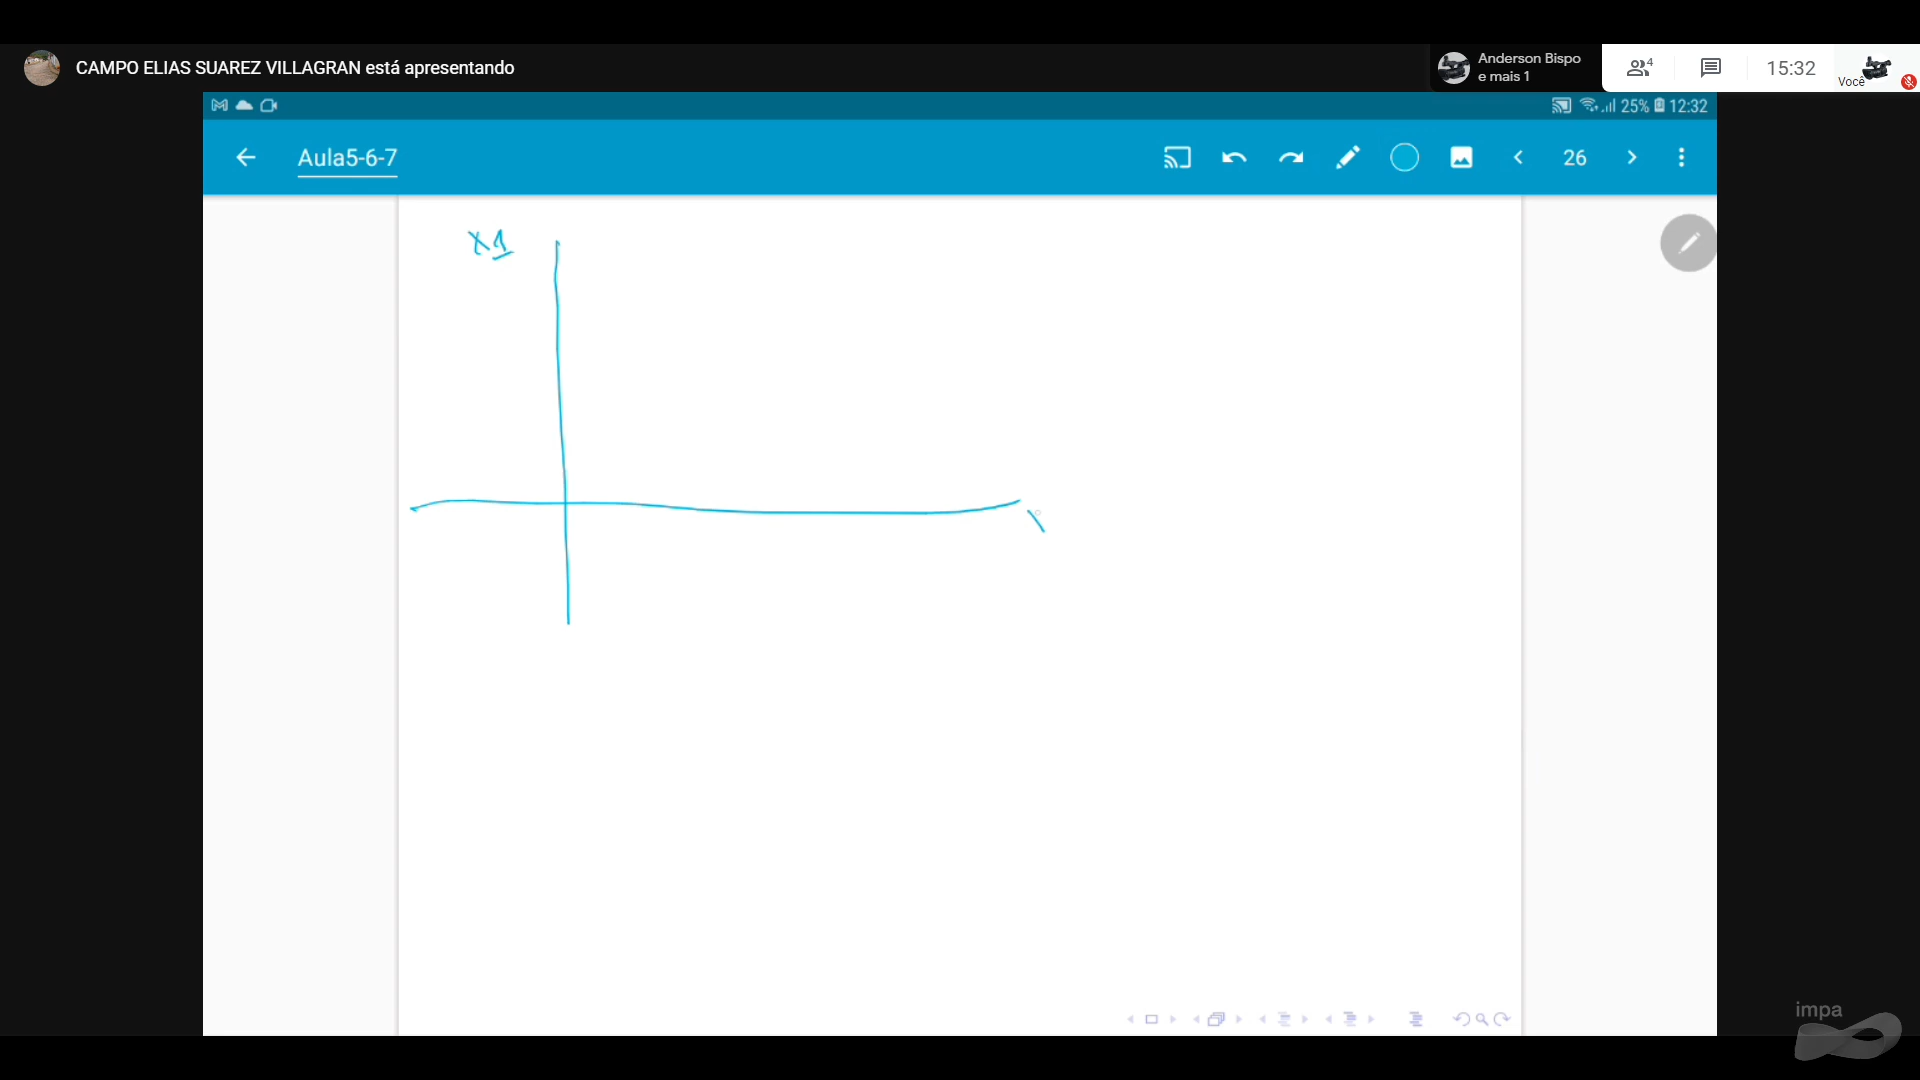 CAMPO ELIAS SUAREZ VILLAGRAN está apresentando
Anderson Bispo
e mais 1
4
15:32
Você
25% 12:32
Aula5-6-7
26
X1
impa